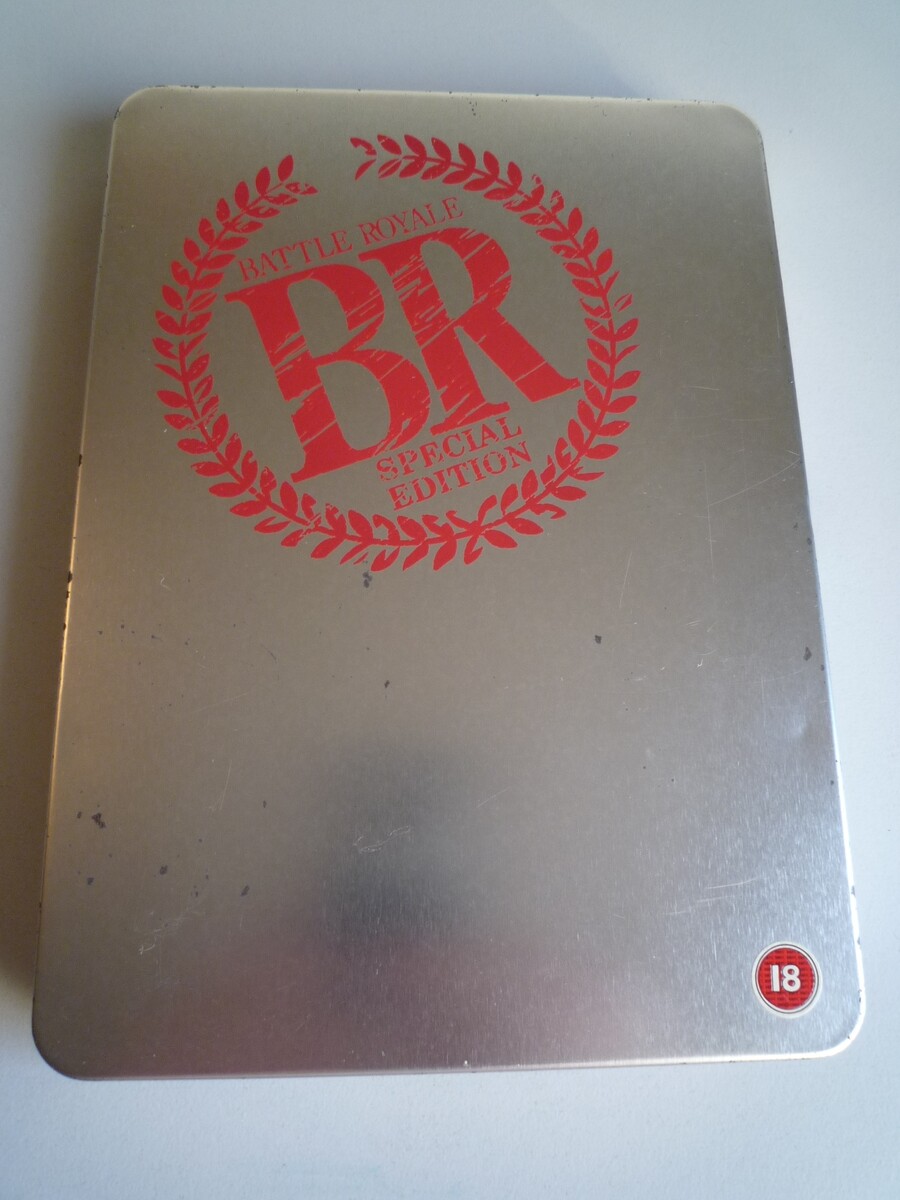 BATTLE ROYALE
BR
SPECIAL
EDITION
18